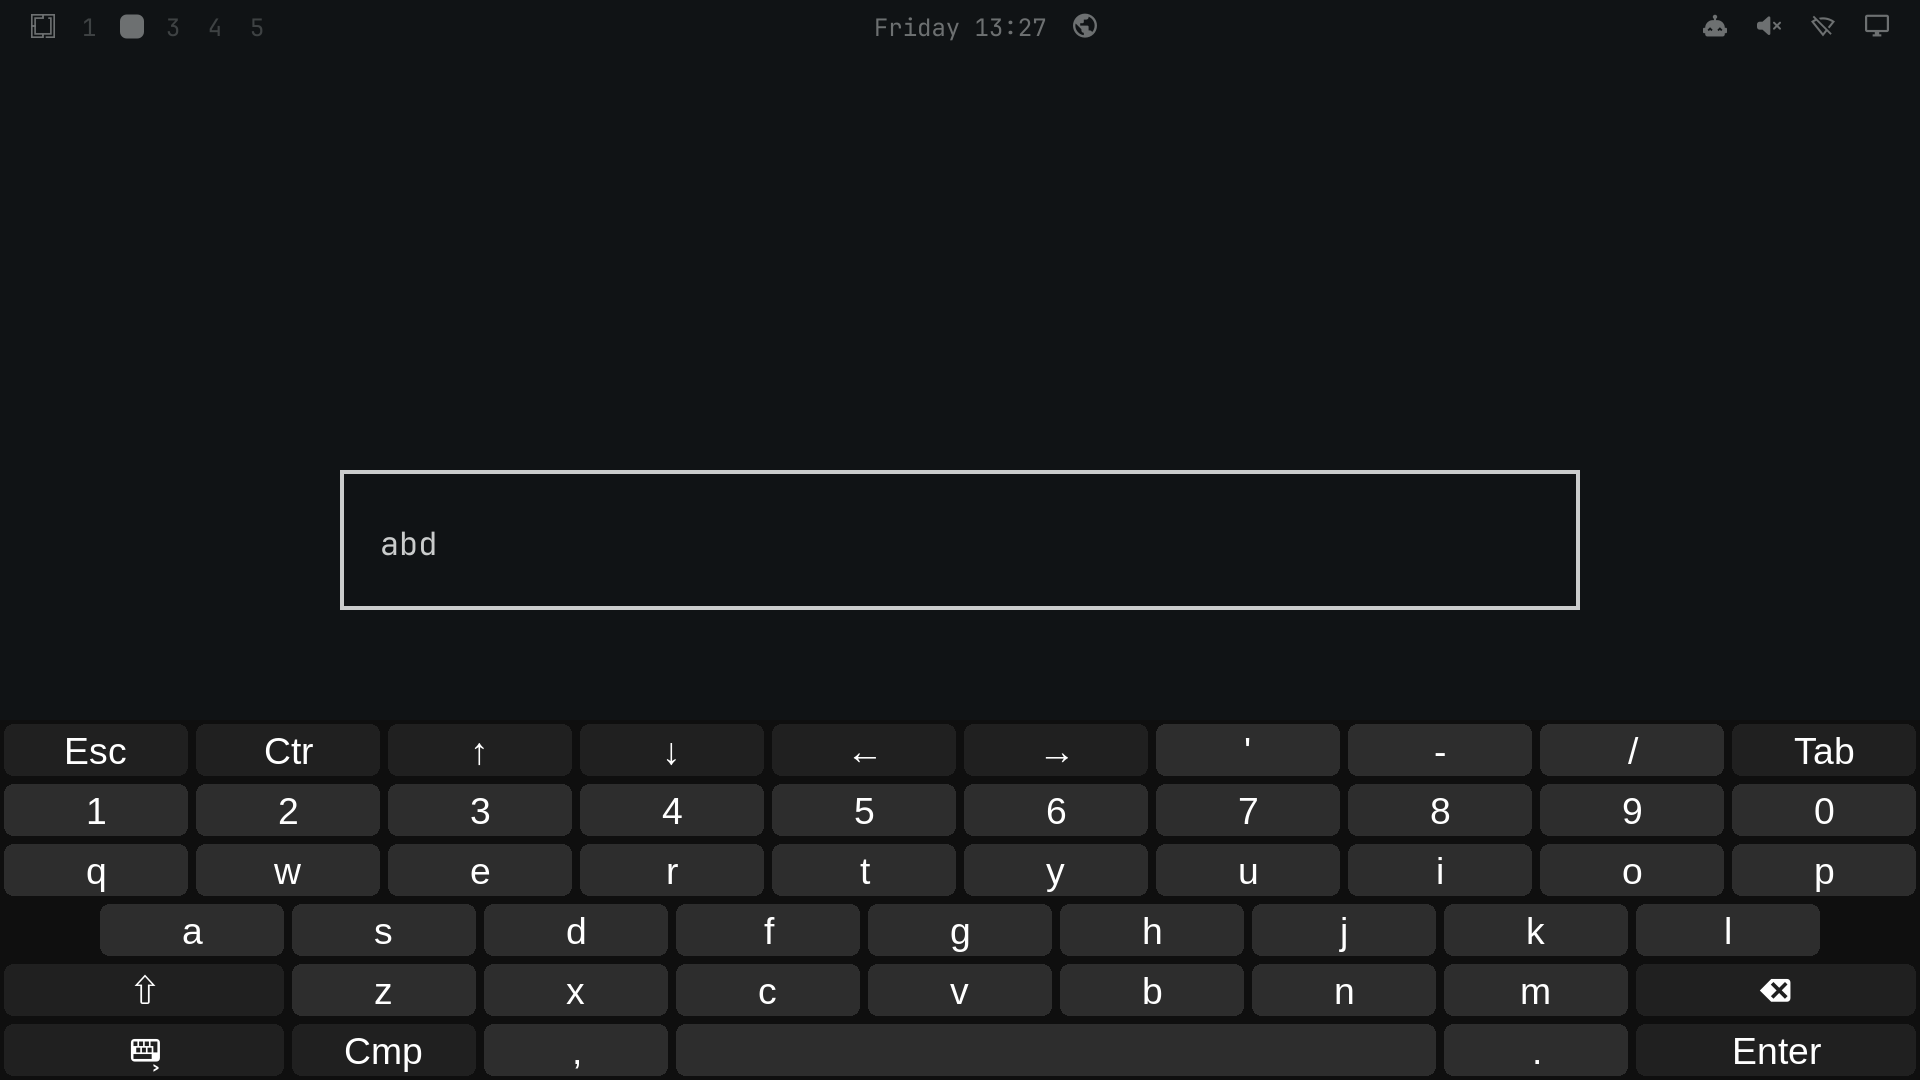 1 3 4 5 Friday 13:27
abd
Esc Ctr ↑ ↓ ← → ' - / Tab
1 2 3 4 5 6 7 8 9 0
q w e r t y u i o p
a s d f g h j k l
⇧ z x c v b n m ⌫
Cmp , . Enter